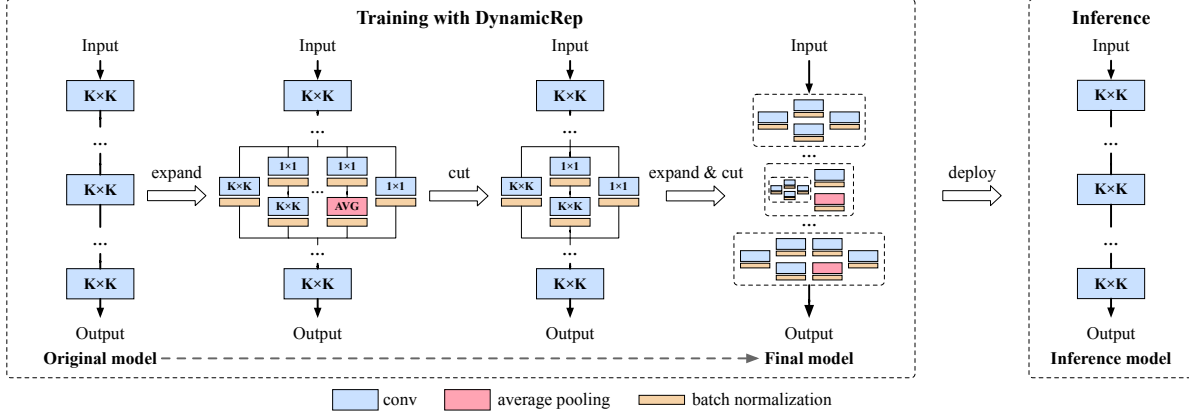 Training with DynamicRep
Inference
Input
Input
Input
Input
Input
K×K
K×K
K×K
K×K
...
...
...
...
expand
K×K
1×1
1×1
1×1
K×K
...
AVG
cut
K×K
1×1
1×1
K×K
expand & cut
...
deploy
K×K
K×K
...
...
...
...
K×K
K×K
K×K
K×K
Output
Output
Output
Output
Output
Original model
Final model
Inference model
conv
average pooling
batch normalization